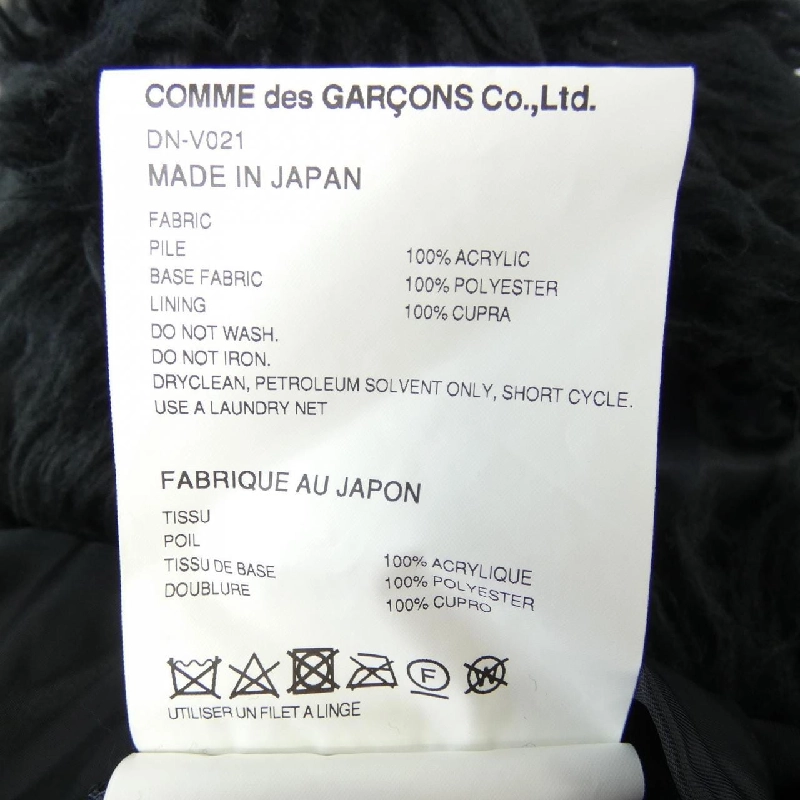 COMME des GARÇONS Co.,Ltd.
DN-V021
MADE IN JAPAN
FABRIC
PILE 100% ACRYLIC
BASE FABRIC 100% POLYESTER
LINING 100% CUPRA
DO NOT WASH.
DO NOT IRON.
DRYCLEAN, PETROLEUM SOLVENT ONLY, SHORT CYCLE.
USE A LAUNDRY NET
FABRIQUE AU JAPON
TISSU
POIL 100% ACRYLIQUE
TISSU DE BASE 100% POLYESTER
DOUBLURE 100% CUPRO
F W
UTILISER UN FILET A LINGE